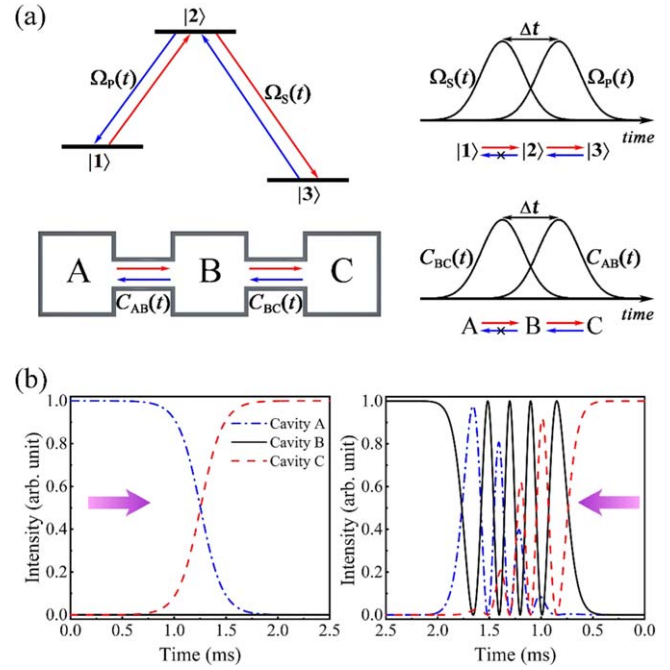 (a)
|2⟩
Ω_P(t)
Ω_S(t)
|1⟩
|3⟩
Δt
Ω_S(t)
Ω_P(t)
time
|1⟩ |2⟩ |3⟩
A B C
C_AB(t) C_BC(t)
Δt
C_BC(t)
C_AB(t)
time
A B C
(b)
Intensity (arb. unit)
1.0
0.8
0.6
0.4
0.2
0.0
Cavity A
Cavity B
Cavity C
0.0 0.5 1.0 1.5 2.0 2.5
Time (ms)
Intensity (arb. unit)
1.0
0.8
0.6
0.4
0.2
0.0
2.5 2.0 1.5 1.0 0.5 0.0
Time (ms)